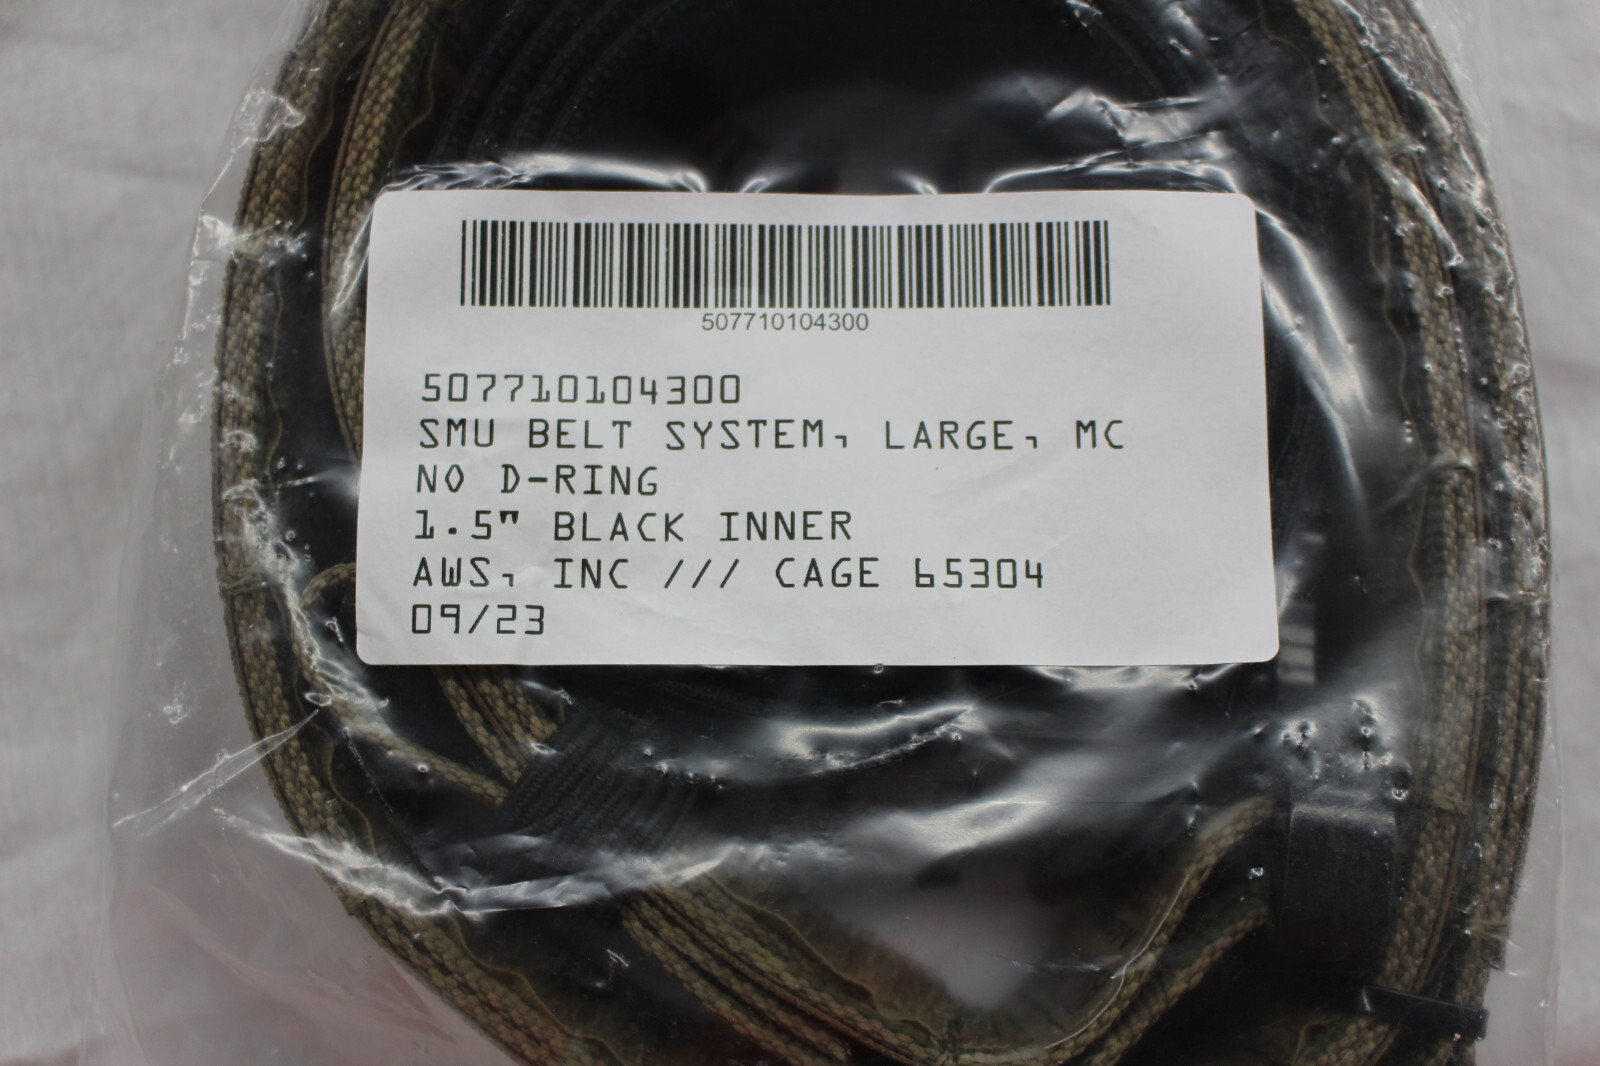 507710104300
507710104300
SMU BELT SYSTEM, LARGE, MC
NO D-RING
1.5" BLACK INNER
AWS, INC /// CAGE 65304
09/23